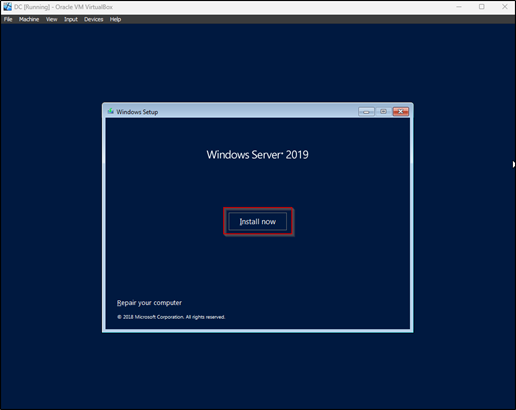 DC [Running] - Oracle VM VirtualBox
File Machine View Input Devices Help
Windows Setup
Windows Server® 2019
Install now
Repair your computer
© 2018 Microsoft Corporation. All rights reserved.